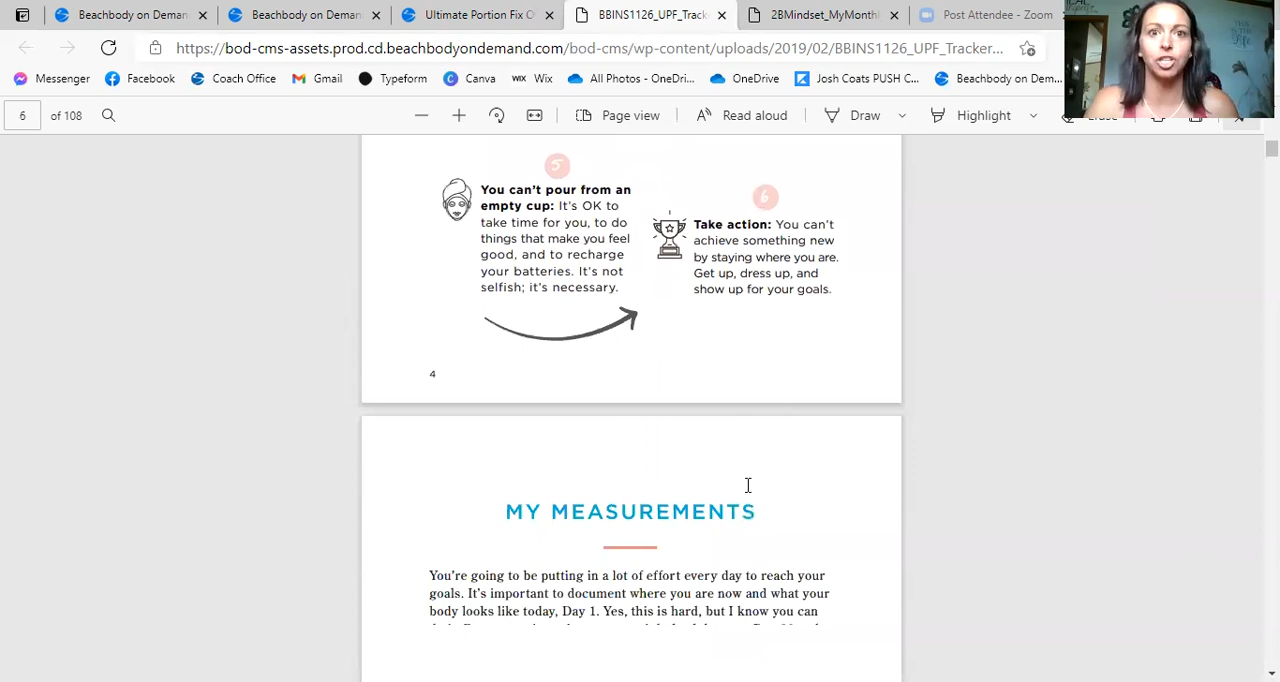 Beachbody on Deman
Beachbody on Deman
Ultimate Portion Fix O
BBINS1126_UPF_Track
2BMindset_MyMonthl
Post Attendee - Zoom
https://bod-cms-assets.prod.cd.beachbodyondemand.com/bod-cms/wp-content/uploads/2019/02/BBINS1126_UPF_Tracker...
Messenger
Facebook
Coach Office
Gmail
Typeform
Canva
WIX Wix
All Photos - OneDri...
OneDrive
Josh Coats PUSH C...
Beachbody on Dem...
6 of 108
Page view
Read aloud
Draw
Highlight
5
You can't pour from an
empty cup: It's OK to
take time for you, to do
things that make you feel
good, and to recharge
your batteries. It's not
selfish; it's necessary.
6
Take action: You can't
achieve something new
by staying where you are.
Get up, dress up, and
show up for your goals.
4
MY MEASUREMENTS
You're going to be putting in a lot of effort every day to reach your
goals. It's important to document where you are now and what your
body looks like today, Day 1. Yes, this is hard, but I know you can